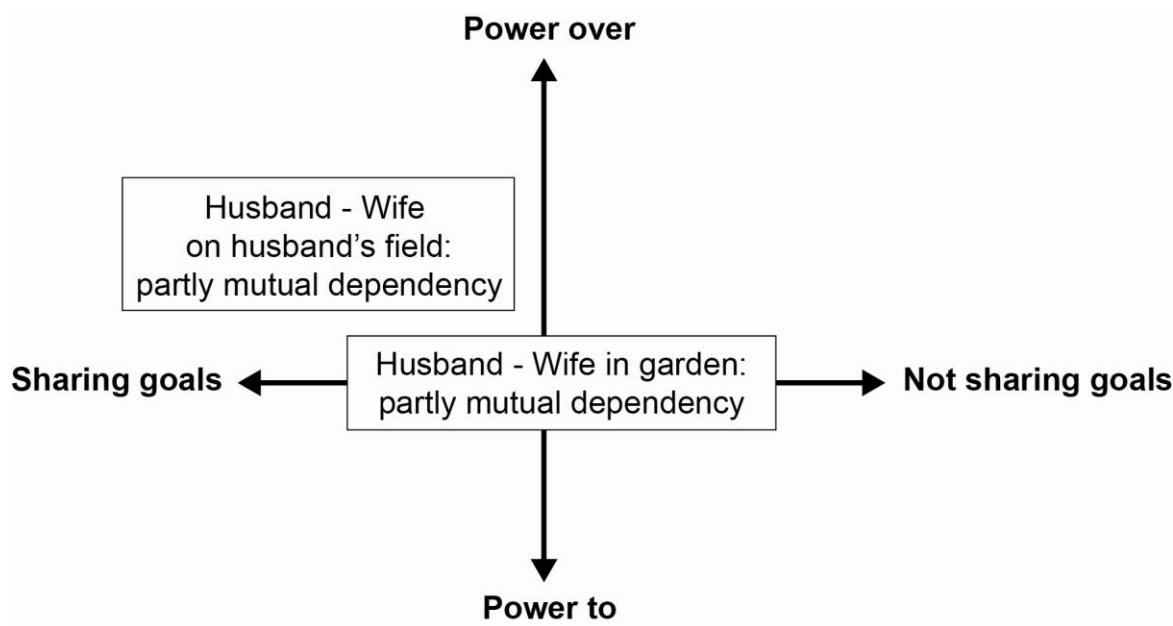 Power over
Husband - Wife
on husband’s field:
partly mutual dependency
Husband - Wife in garden:
partly mutual dependency
Sharing goals
Not sharing goals
Power to